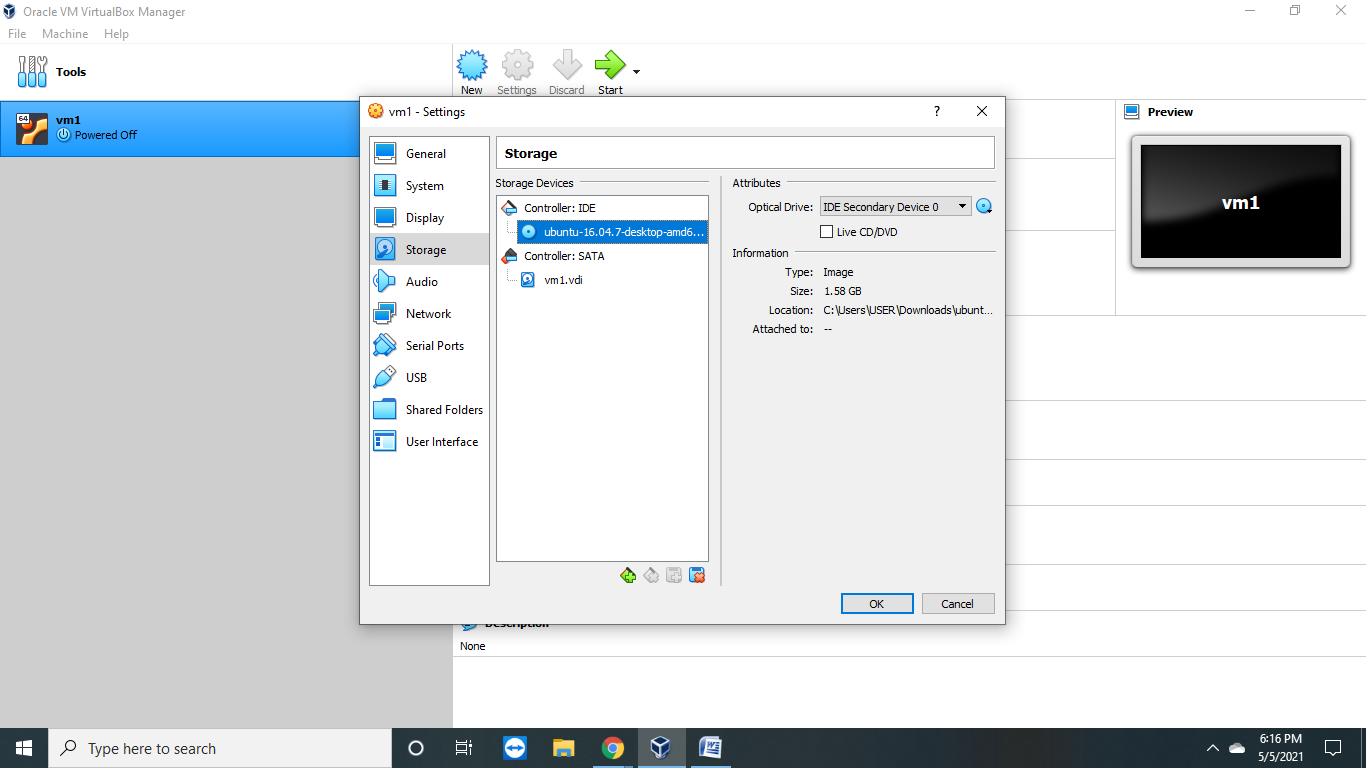 Oracle VM VirtualBox Manager
File Machine Help
Tools
New Settings Discard Start
64
vm1
Powered Off
Preview
vm1
vm1 - Settings
?
General
System
Display
Storage
Audio
Network
Serial Ports
USB
Shared Folders
User Interface
Storage
Storage Devices
Controller: IDE
ubuntu-16.04.7-desktop-amd6...
Controller: SATA
vm1.vdi
Attributes
Optical Drive: IDE Secondary Device 0
Live CD/DVD
Information
Type: Image
Size: 1.58 GB
Location: C:\Users\USER\Downloads\ubunt...
Attached to: --
OK Cancel
Description
None
Type here to search
6:16 PM
5/5/2021